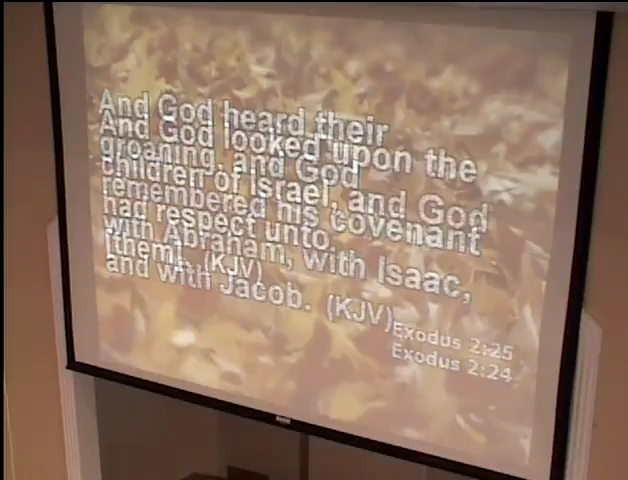 And God heard their
And God looked upon the
groaning, and God
children of Israel, and God
remembered his covenant
had respect unto
with Abraham, with Isaac,
[them]. (KJV)
and with Jacob. (KJV)
Exodus 2:25
Exodus 2:24